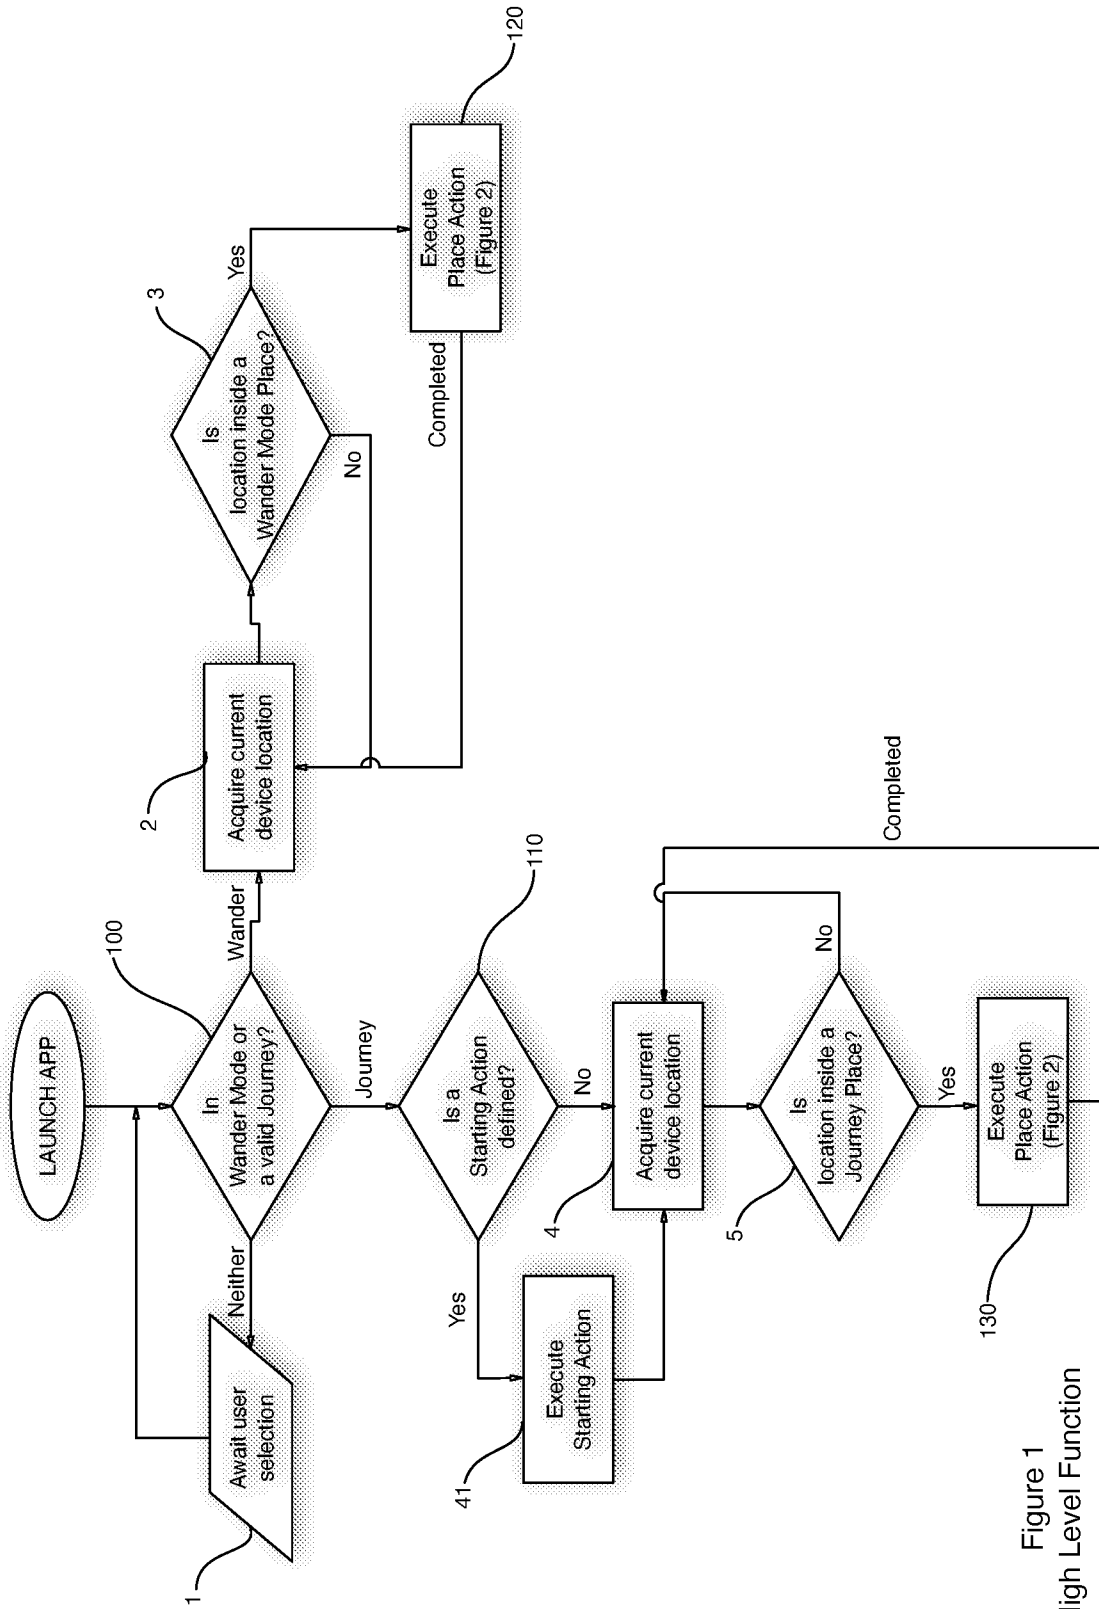 LAUNCH APP
100
In
Wander Mode or
a valid Journey?
Neither
Await user
selection
1
Wander
2
Acquire current
device location
3
Is
location inside a
Wander Mode Place?
Yes
No
120
Execute
Place Action
(Figure 2)
Completed
Journey
110
Is a
Starting Action
defined?
Yes
41
Execute
Starting Action
No
4
Acquire current
device location
5
Is
location inside a
Journey Place?
No
Yes
130
Execute
Place Action
(Figure 2)
Completed
Figure 1
Level Function